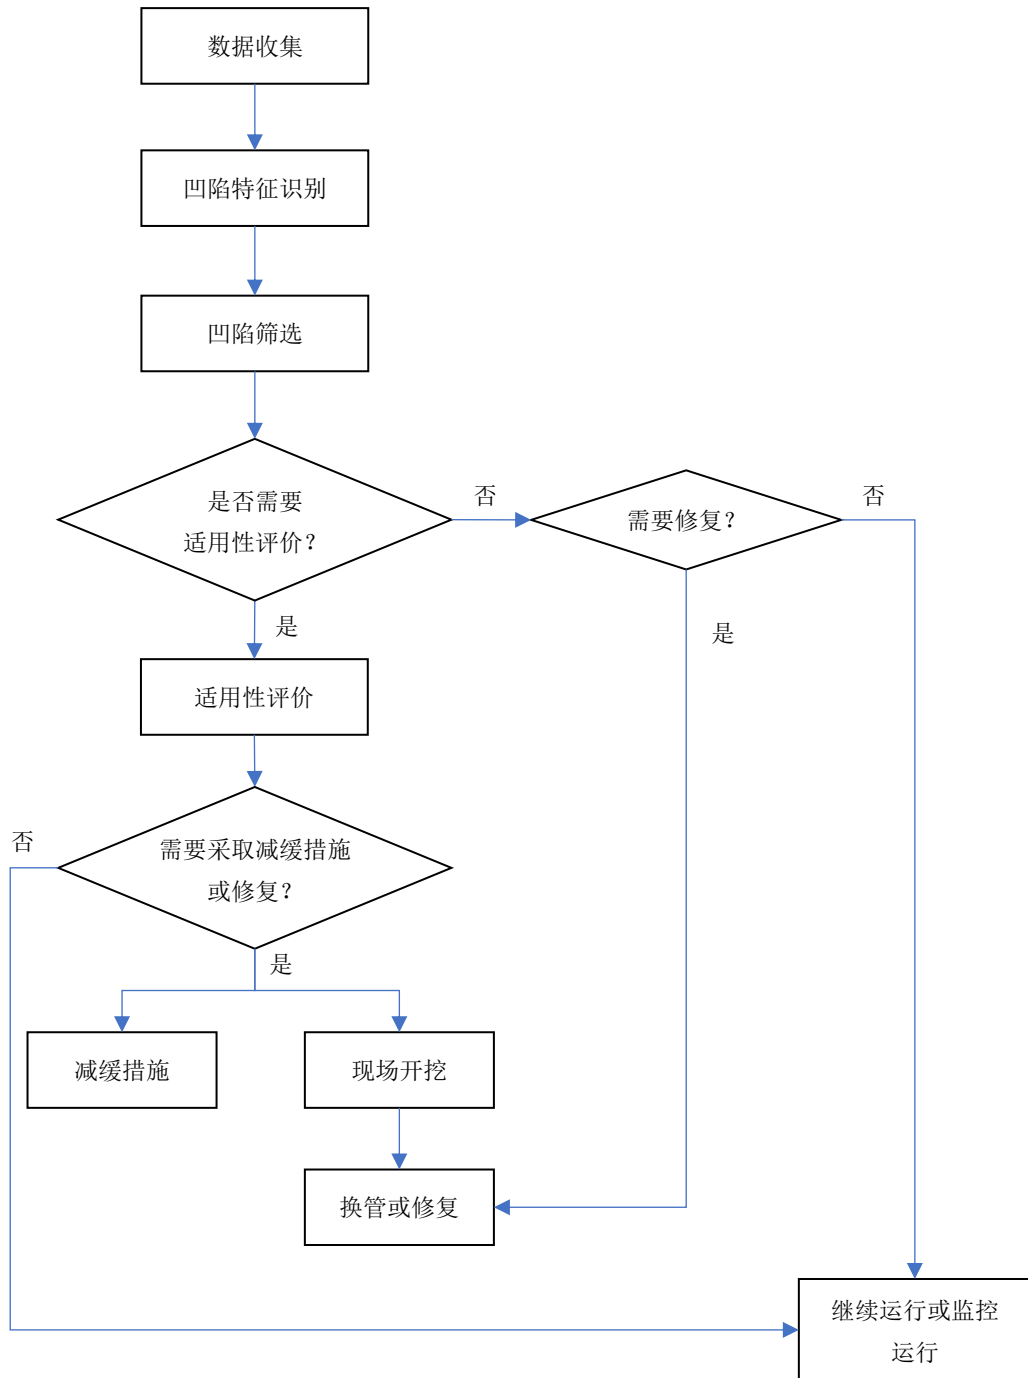 数据收集
凹陷特征识别
凹陷筛选
是否需要
适用性评价？
否
需要修复？
否
是
是
适用性评价
否
需要采取减缓措施
或修复？
是
减缓措施
现场开挖
换管或修复
继续运行或监控
运行